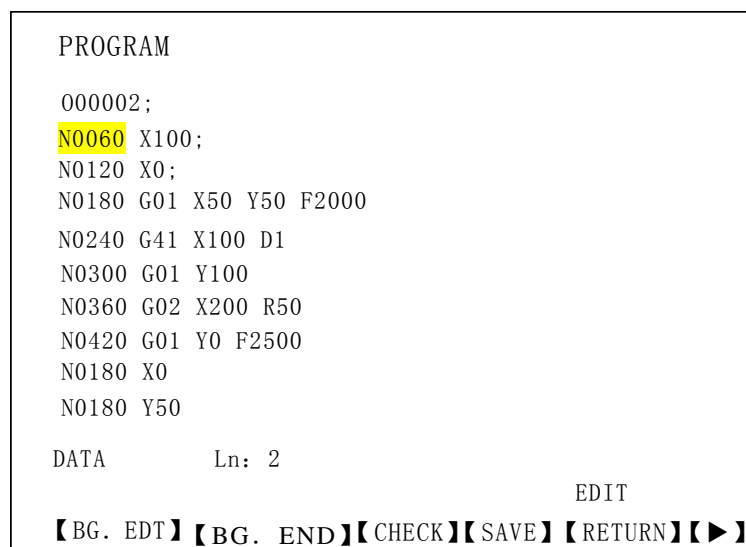 PROGRAM
O00002;
N0060 X100;
N0120 X0;
N0180 G01 X50 Y50 F2000
N0240 G41 X100 D1
N0300 G01 Y100
N0360 G02 X200 R50
N0420 G01 Y0 F2500
N0180 X0
N0180 Y50
DATA Ln：2
EDIT
【BG. EDT】【BG. END】【CHECK】【SAVE】【RETURN】【▶】